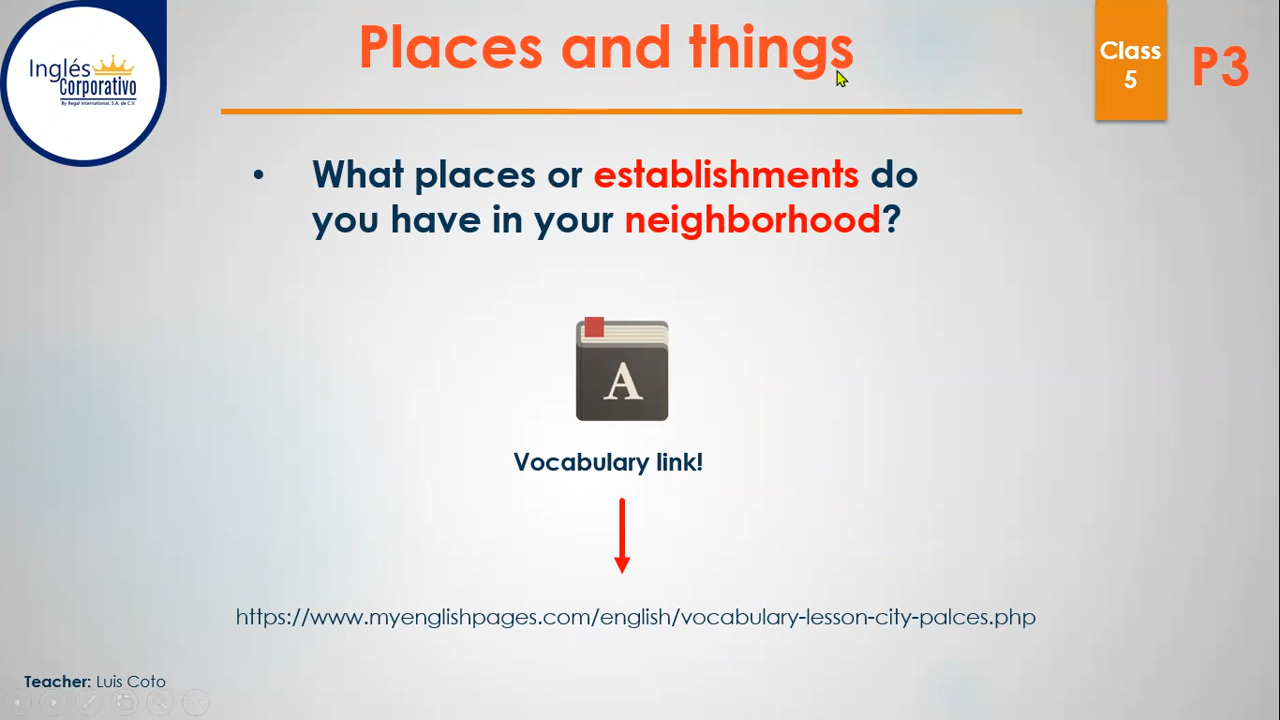 Inglés
Corporativo
By Regal International, S.A. de C.V.
Places and things
Class
5
P3
• What places or establishments do
you have in your neighborhood?
A
Vocabulary link!
https://www.myenglishpages.com/english/vocabulary-lesson-city-palces.php
Teacher: Luis Coto